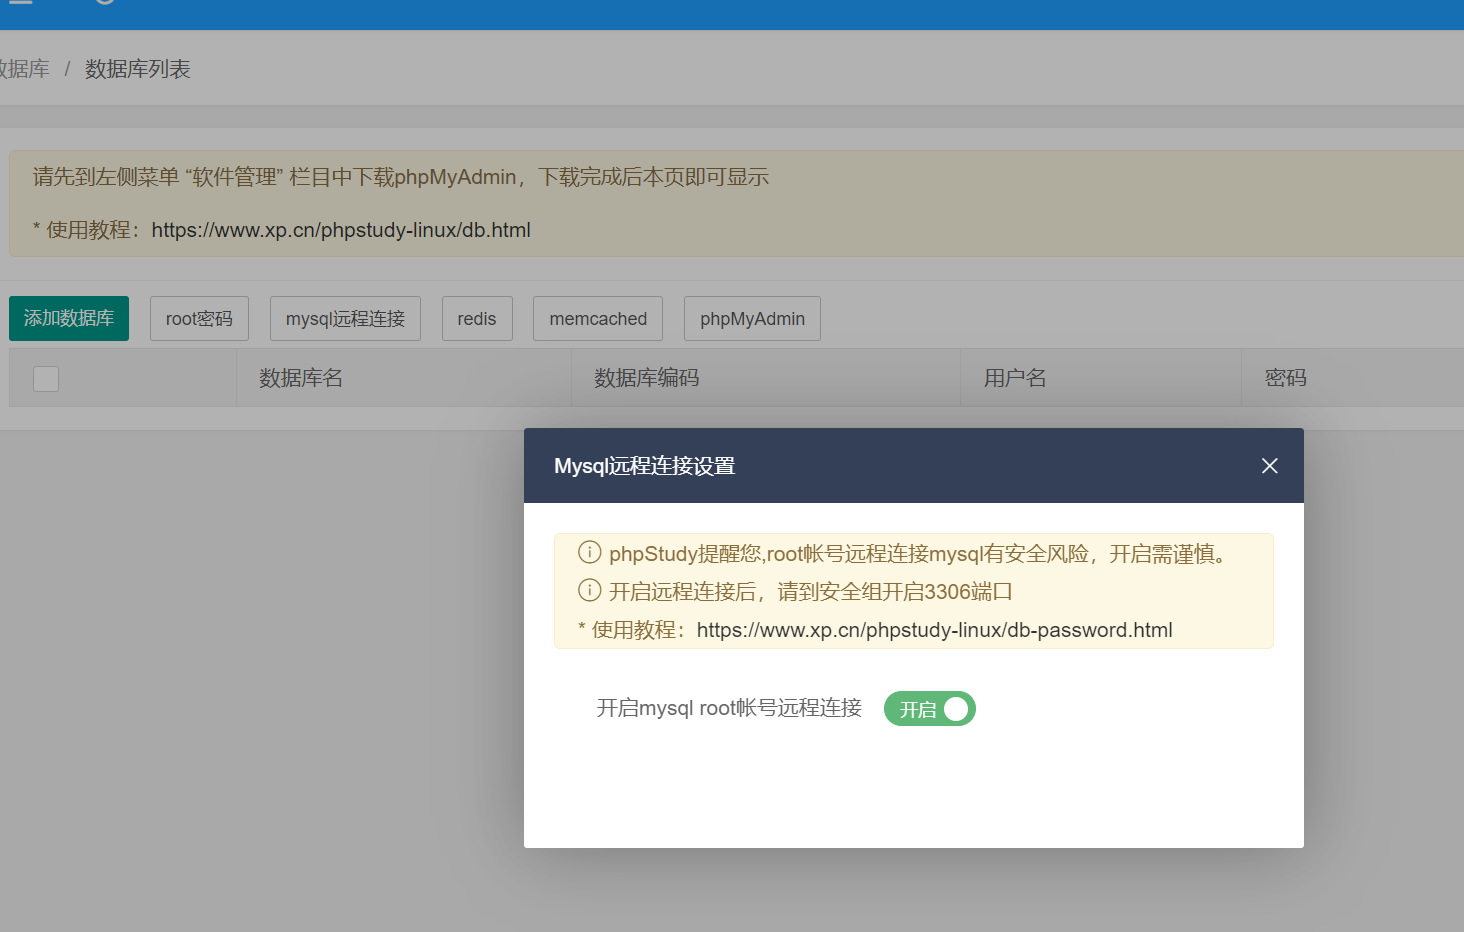 数据库 / 数据库列表
请先到左侧菜单 “软件管理” 栏目中下载phpMyAdmin，下载完成后本页即可显示
* 使用教程：https://www.xp.cn/phpstudy-linux/db.html
添加数据库 root密码 mysql远程连接 redis memcached phpMyAdmin
数据库名 数据库编码 用户名 密码
Mysql远程连接设置
phpStudy提醒您,root帐号远程连接mysql有安全风险，开启需谨慎。
开启远程连接后，请到安全组开启3306端口
* 使用教程：https://www.xp.cn/phpstudy-linux/db-password.html
开启mysql root帐号远程连接 开启